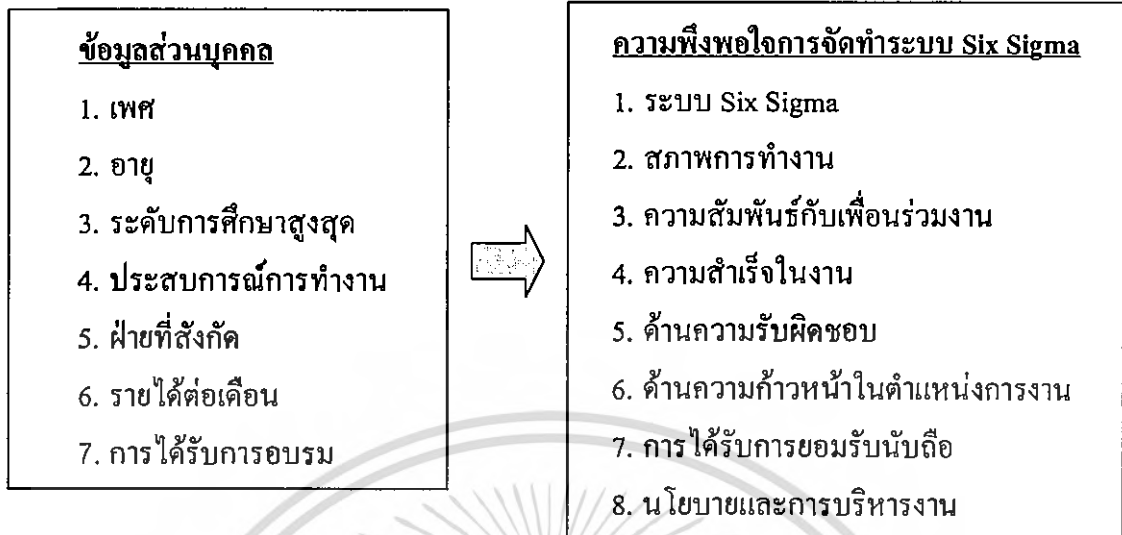 ข้อมูลส่วนบุคคล
1. เพศ
2. อายุ
3. ระดับการศึกษาสูงสุด
4. ประสบการณ์การทำงาน
5. ฝ่ายที่สังกัด
6. รายได้ต่อเดือน
7. การได้รับการอบรม
ความพึงพอใจการจัดทำระบบ Six Sigma
1. ระบบ Six Sigma
2. สภาพการทำงาน
3. ความสัมพันธ์กับเพื่อนร่วมงาน
4. ความสำเร็จในงาน
5. ด้านความรับผิดชอบ
6. ด้านความก้าวหน้าในตำแหน่งการงาน
7. การได้รับการยอมรับนับถือ
8. นโยบายและการบริหารงาน